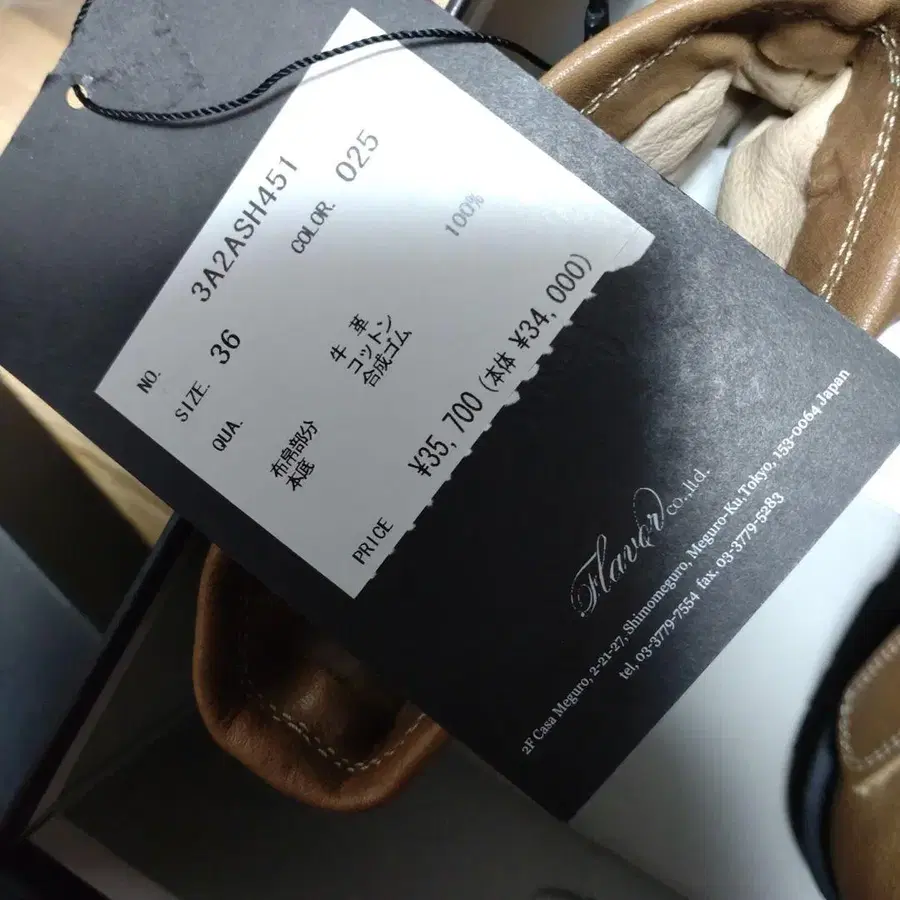 NO. 3A2ASH451
SIZE. 36 COLOR. 025
QUA.
牛 革 100%
布帛部分 コットン
本底 合成ゴム
PRICE ¥35,700 (本体 ¥34,000)
Flavor co.,ltd.
2F Casa Meguro, 2-21-27, Shimomeguro, Meguro-Ku, Tokyo, 153-0064 Japan
tel, 03-3779-7554 fax. 03-3779-5283